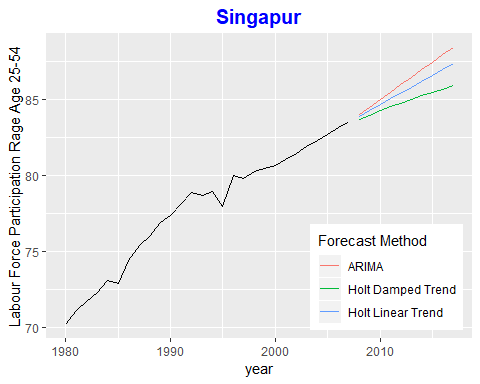 Singapur
Labour Force Participation Rage Age 25-54
85
80
75
70
1980
1990
2000
2010
year
Forecast Method
ARIMA
Holt Damped Trend
Holt Linear Trend